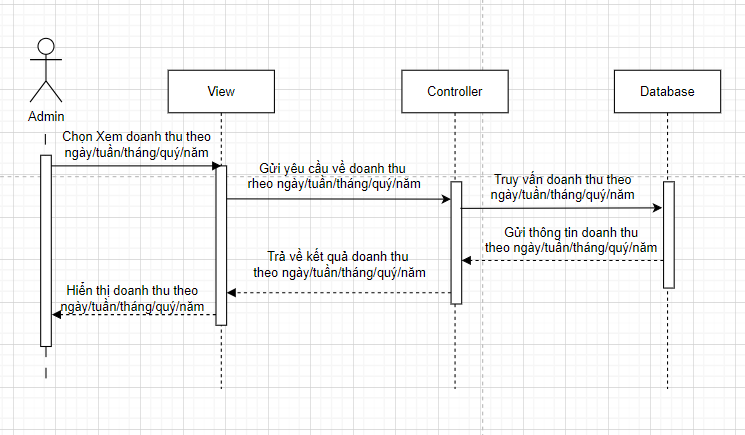 View
Controller
Database
Admin
Chọn Xem doanh thu theo
ngày/tuần/tháng/quý/năm
Gửi yêu cầu về doanh thu
rheo ngày/tuần/tháng/quý/năm
Truy vấn doanh thu theo
ngày/tuần/tháng/quý/năm
Gửi thông tin doanh thu
theo ngày/tuần/tháng/quý/năm
Trả về kết quả doanh thu
theo ngày/tuần/tháng/quý/năm
Hiển thị doanh thu theo
ngày/tuần/tháng/quý/năm